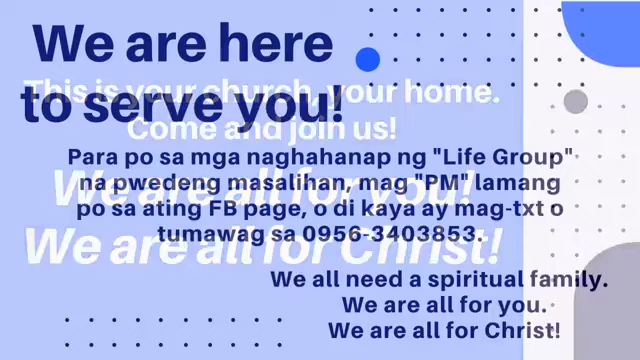 We are here
to serve you!
This is your church, your home.
Come and join us!
Para po sa mga naghahanap ng "Life Group"
na pwedeng masalihan, mag "PM" lamang
po sa ating FB page, o di kaya ay mag-txt o
tumawag sa 0956-3403853.
We are all for you!
We are all for Christ!
We all need a spiritual family.
We are all for you.
We are all for Christ!